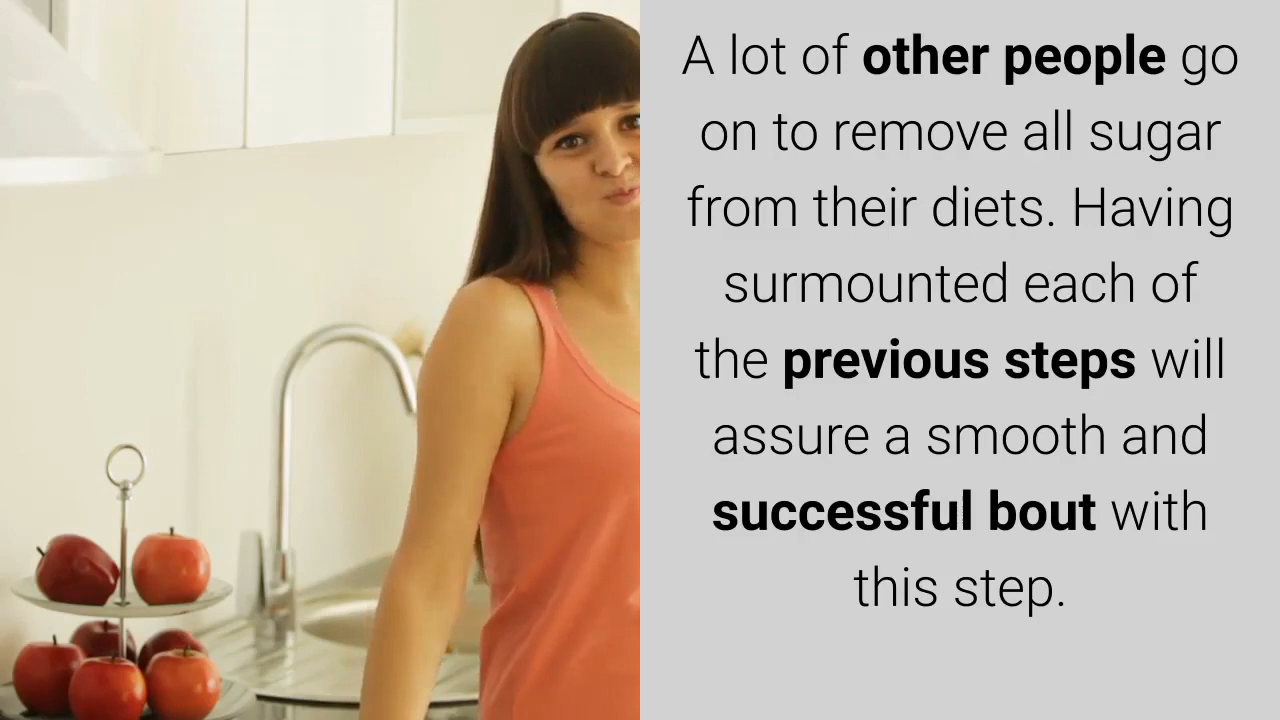 A lot of other people go
on to remove all sugar
from their diets. Having
surmounted each of
the previous steps will
assure a smooth and
successful bout with
this step.